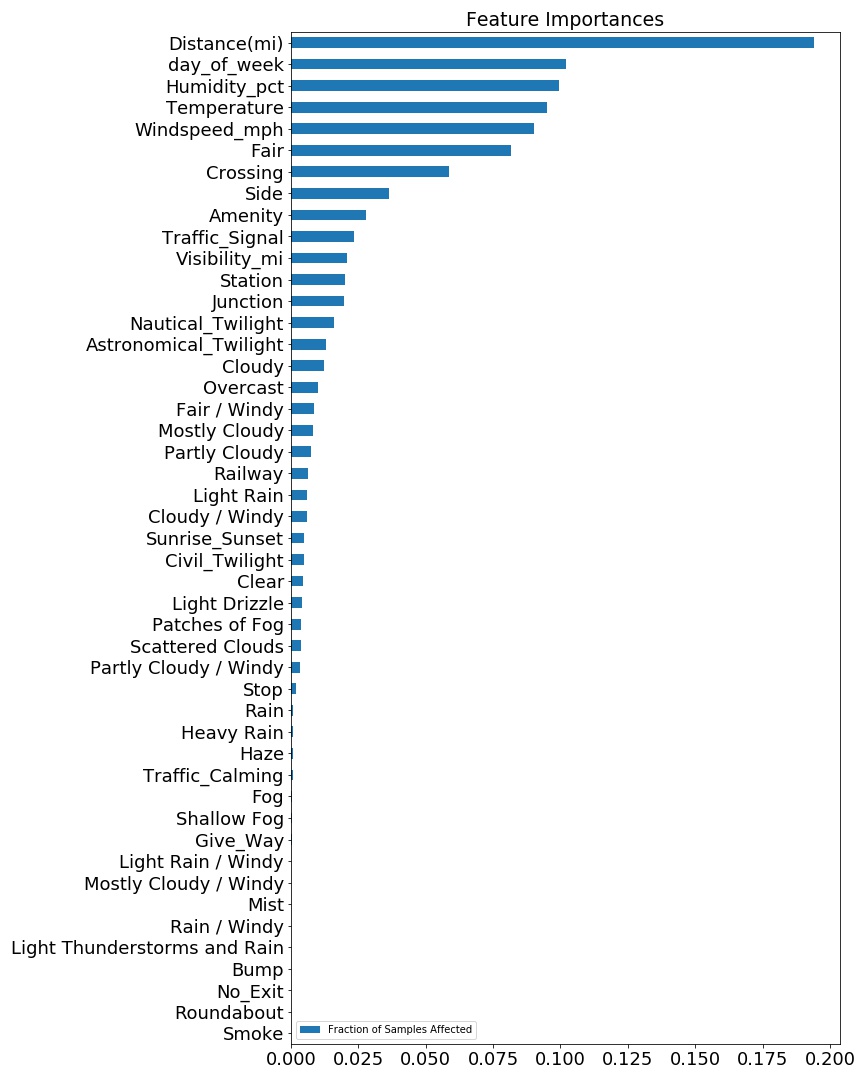 Feature Importances
Distance(mi)
day_of_week
Humidity_pct
Temperature
Windspeed_mph
Fair
Crossing
Side
Amenity
Traffic_Signal
Visibility_mi
Station
Junction
Nautical_Twilight
Astronomical_Twilight
Cloudy
Overcast
Fair / Windy
Mostly Cloudy
Partly Cloudy
Railway
Light Rain
Cloudy / Windy
Sunrise_Sunset
Civil_Twilight
Clear
Light Drizzle
Patches of Fog
Scattered Clouds
Partly Cloudy / Windy
Stop
Rain
Heavy Rain
Haze
Traffic_Calming
Fog
Shallow Fog
Give_Way
Light Rain / Windy
Mostly Cloudy / Windy
Mist
Rain / Windy
Light Thunderstorms and Rain
Bump
No_Exit
Roundabout
Smoke
Fraction of Samples Affected
0.000 0.025 0.050 0.075 0.100 0.125 0.150 0.175 0.200